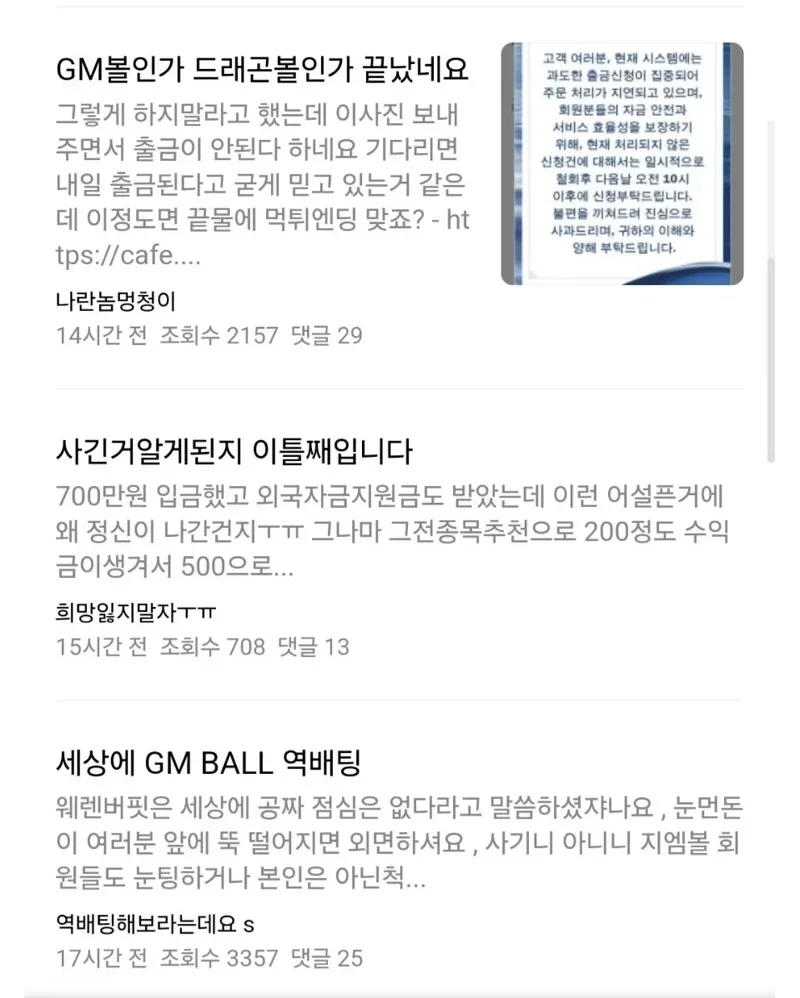 GM볼인가 드래곤볼인가 끝났네요
그렇게 하지말라고 했는데 이사진 보내
주면서 출금이 안된다 하네요 기다리면
내일 출금된다고 굳게 믿고 있는거 같은
데 이정도면 끝물에 먹튀엔딩 맞죠? - ht
tps://cafe....
나란놈멍청이
14시간 전 조회수 2157 댓글 29
고객 여러분, 현재 시스템에는
과도한 출금신청이 집중되어
주문 처리가 지연되고 있으며,
회원분들의 자금 안전과
서비스 효율성을 보장하기
위해, 현재 처리되지 않은
신청건에 대해서는 일시적으로
철회후 다음날 오전 10시
이후에 신청부탁드립니다.
불편을 끼쳐드려 진심으로
사과드리며, 귀하의 이해와
양해 부탁드립니다.
사긴거알게된지 이틀째입니다
700만원 입금했고 외국자금지원금도 받았는데 이런 어설픈거에
왜 정신이 나간건지ㅜㅠ 그나마 그전종목추천으로 200정도 수익
금이생겨서 500으로...
희망잃지말자ㅜㅠ
15시간 전 조회수 708 댓글 13
세상에 GM BALL 역배팅
웨렌버핏은 세상에 공짜 점심은 없다라고 말씀하셨쟈나요 , 눈먼돈
이 여러분 앞에 뚝 떨어지면 외면하셔요 , 사기니 아니니 지엠볼 회
원들도 눈팅하거나 본인은 아닌척...
역배팅해보라는데요 s
17시간 전 조회수 3357 댓글 25